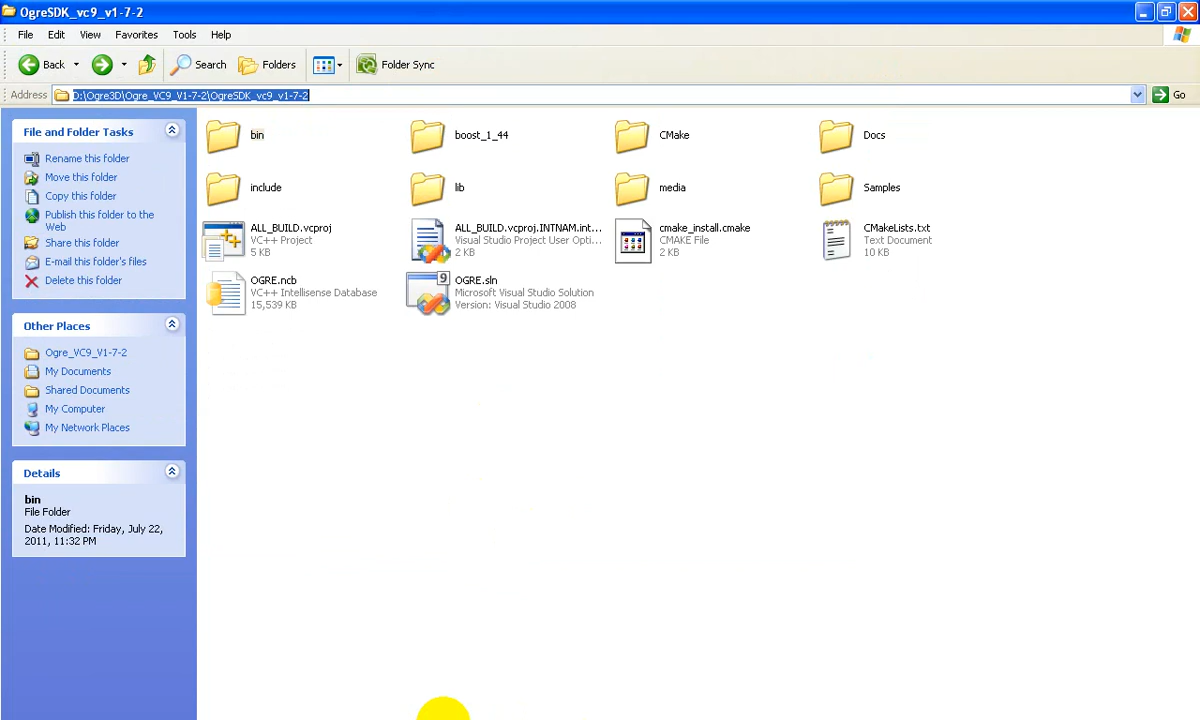 OgreSDK_vc9_v1-7-2
File Edit View Favorites Tools Help
Back Search Folders Folder Sync
Address D:\Ogre3D\Ogre_VC9_V1-7-2\OgreSDK_vc9_v1-7-2 Go
File and Folder Tasks
Rename this folder
Move this folder
Copy this folder
Publish this folder to the
Web
Share this folder
E-mail this folder's files
Delete this folder
Other Places
Ogre_VC9_V1-7-2
My Documents
Shared Documents
My Computer
My Network Places
Details
bin
File Folder
Date Modified: Friday, July 22,
2011, 11:32 PM
bin
boost_1_44
CMake
Docs
include
lib
media
Samples
ALL_BUILD.vcproj
VC++ Project
5 KB
ALL_BUILD.vcproj.INTNAM.int...
Visual Studio Project User Opti...
2 KB
cmake_install.cmake
CMAKE File
2 KB
CMakeLists.txt
Text Document
10 KB
OGRE.ncb
VC++ Intellisense Database
15,539 KB
9
OGRE.sln
Microsoft Visual Studio Solution
Version: Visual Studio 2008